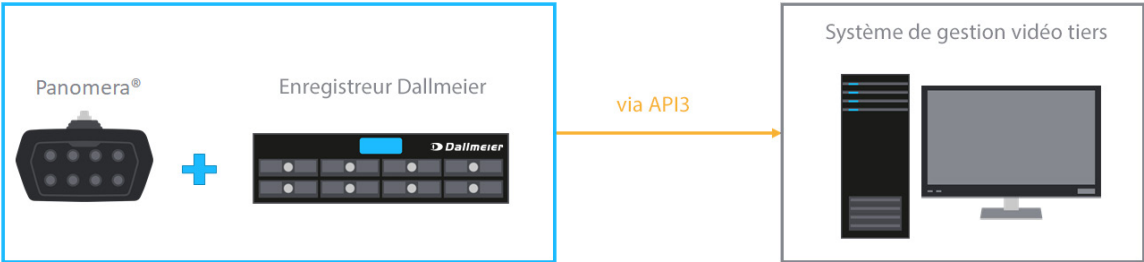 Système de gestion vidéo tiers
Panomera®
Enregistreur Dallmeier
via API3
Dallmeier